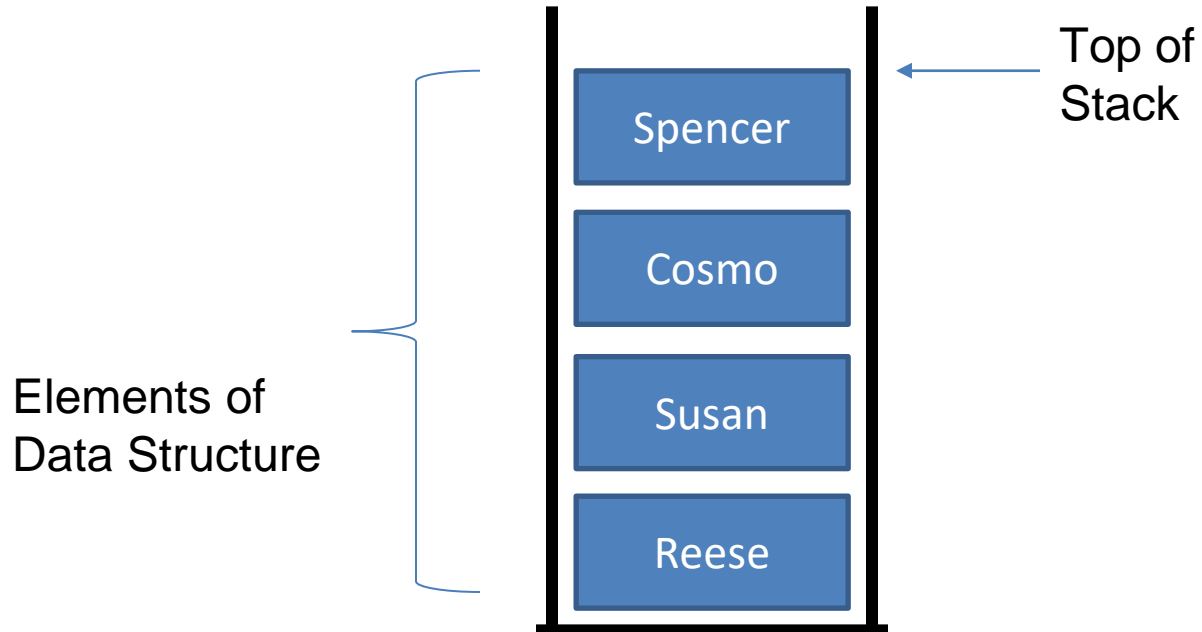 Top of
Stack
Spencer
Cosmo
Susan
Reese
Elements of
Data Structure